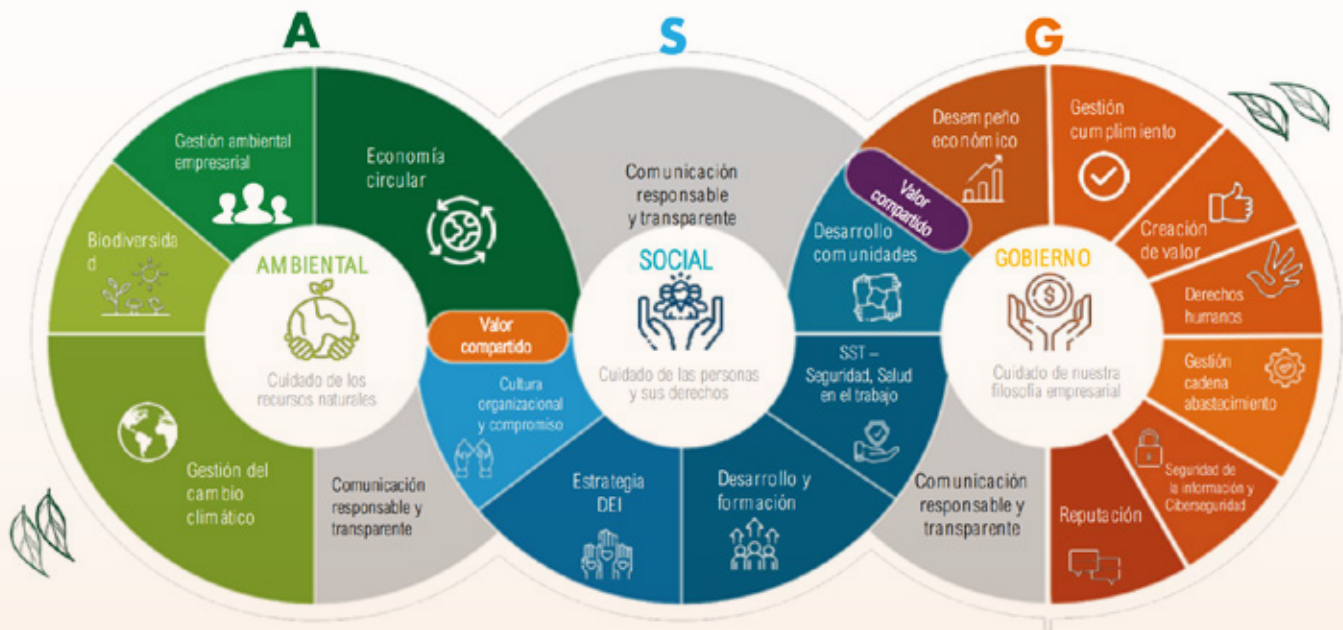 A
S
G
Gestión ambiental
empresarial
Economía
circular
Biodiversida
d
AMBIENTAL
Cuidado de los
recursos naturales
Gestión del
cambio
climático
Comunicación
responsable y
transparente
Valor
compartido
Comunicación
responsable
y transparente
SOCIAL
Cuidado de las personas
y sus derechos
Cultura
organizacional
y compromiso
Estrategia
DEI
Desarrollo y
formación
SST –
Seguridad, Salud
en el trabajo
Desarrollo
comunidades
Valor
compartido
Desempeño
económico
Gestión
cumplimiento
Creación
de valor
Derechos
humanos
Gestión
cadena
abastecimiento
Seguridad de
la información y
Ciberseguridad
Reputación
Comunicación
responsable y
transparente
GOBIERNO
$
Cuidado de nuestra
filosofía empresarial